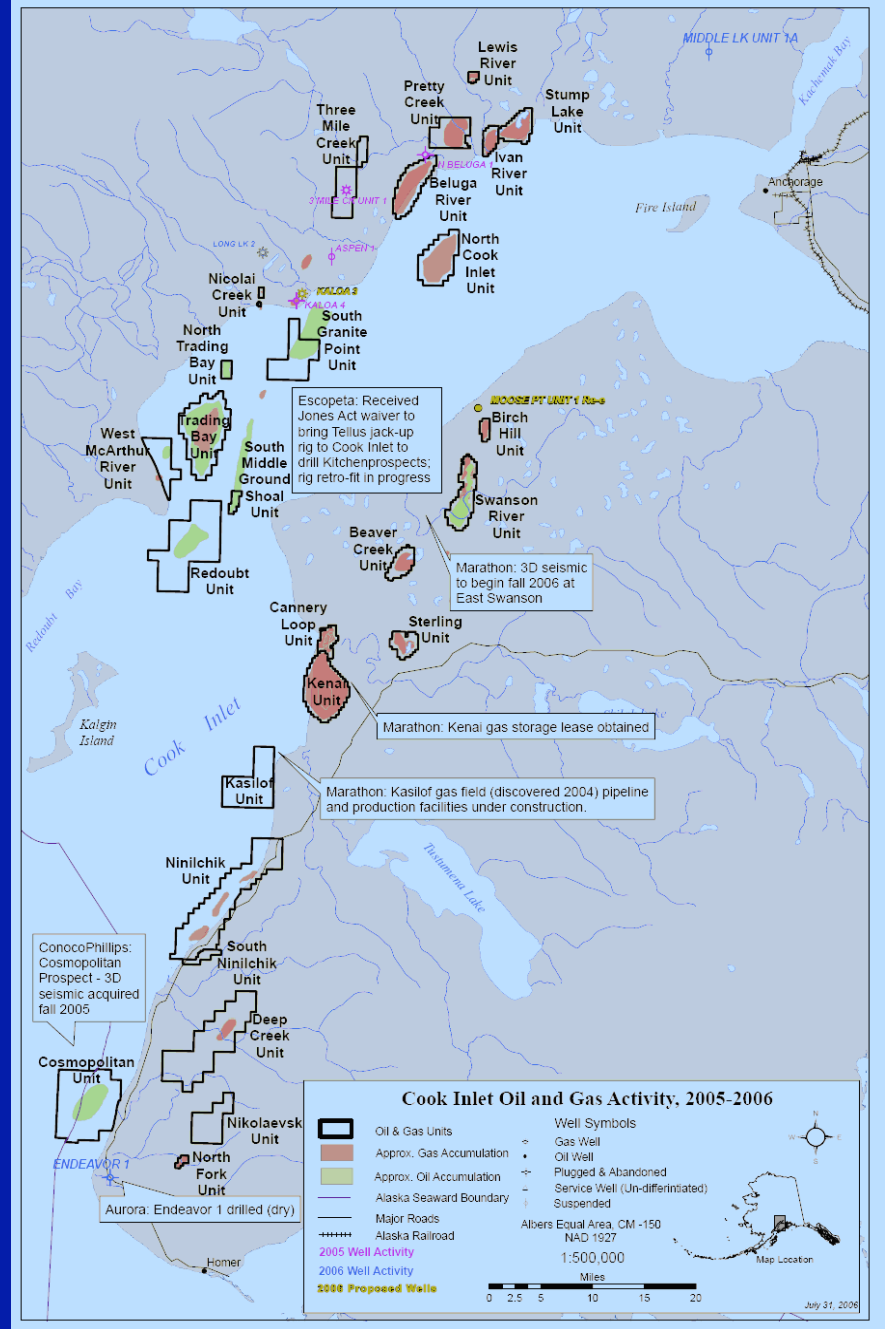 MIDDLE LK UNIT 1A
Kachemak Bay
Lewis
River
Unit
Pretty
Creek
Unit
Stump
Lake
Unit
Three
Mile
Creek
Unit
Ivan
River
Unit
N BELUGA 1
Beluga
River
Unit
3 MILE CK UNIT 1
Anchorage
Fire Island
North
Cook
Inlet
Unit
LONG LK 2
ASPEN 1
Nicolai
Creek
Unit
KALOA 3
KALOA 4
South
Granite
Point
Unit
North
Trading
Bay
Unit
Escopeta: Received
Jones Act waiver to
bring Tellus jack-up
rig to Cook Inlet to
drill Kitchenprospects;
rig retro-fit in progress
MOOSE PT UNIT 1 Re-e
Birch
Hill
Unit
Trading
Bay
Unit
West
McArthur
River
Unit
South
Middle
Ground
Shoal
Unit
Swanson
River
Unit
Beaver
Creek
Unit
Marathon: 3D seismic
to begin fall 2006 at
East Swanson
Redoubt
Unit
Redoubt Bay
Cannery
Loop
Unit
Sterling
Unit
Kenai
Unit
Kalgin
Island
Cook Inlet
Marathon: Kenai gas storage lease obtained
Kasilof
Unit
Marathon: Kasilof gas field (discovered 2004) pipeline
and production facilities under construction.
Ninilchik
Unit
Tustumena
Lake
ConocoPhillips:
Cosmopolitan
Prospect - 3D
seismic acquired
fall 2005
South
Ninilchik
Unit
Deep
Creek
Unit
Cosmopolitan
Unit
Nikolaevsk
Unit
North
Fork
Unit
ENDEAVOR 1
Aurora: Endeavor 1 drilled (dry)
Homer
Cook Inlet Oil and Gas Activity, 2005-2006
Oil & Gas Units
Approx. Gas Accumulation
Approx. Oil Accumulation
Alaska Seaward Boundary
Major Roads
Alaska Railroad
2005 Well Activity
2006 Well Activity
2006 Proposed Wells
Well Symbols
Gas Well
Oil Well
Plugged & Abandoned
Service Well (Un-differintiated)
Suspended
Albers Equal Area, CM -150
NAD 1927
1:500,000
Miles
0 2.5 5 10 15 20
N
W E
S
Map Location
July 31, 2006